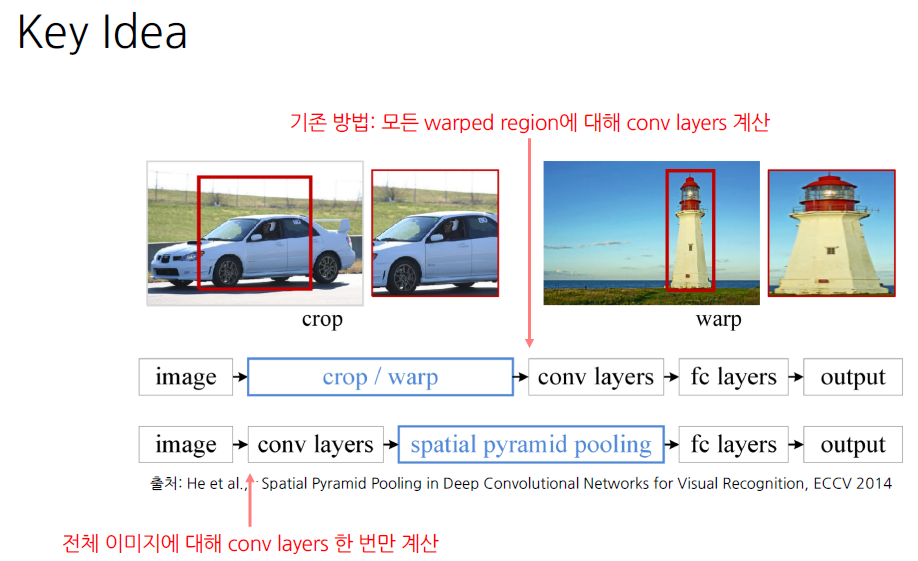 Key Idea
기존 방법: 모든 warped region에 대해 conv layers 계산
crop
warp
image
crop / warp
conv layers
fc layers
output
image
conv layers
spatial pyramid pooling
fc layers
output
출처: He et al., Spatial Pyramid Pooling in Deep Convolutional Networks for Visual Recognition, ECCV 2014
전체 이미지에 대해 conv layers 한 번만 계산